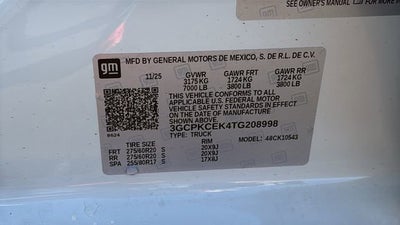 SEE OWNER'S MANUAL
gm
MFD BY GENERAL MOTORS DE MEXICO, S. DE R.L. DE C.V.
11/25 GVWR GAWR FRT GAWR RR
3175 KG 1724 KG 1724 KG
7000 LB 3800 LB 3800 LB
THIS VEHICLE CONFORMS TO ALL
APPLICABLE U.S. FEDERAL MOTOR
VEHICLE SAFETY STANDARDS IN EFFECT
ON THE DATE OF MANUFACTURE
SHOWN ABOVE.
3GCPKCEK4TG208998
TYPE: TRUCK MODEL: 48CK10543
TIRE SIZE RIM
FRT 275/60R20 S 20X9J
RR 275/60R20 S 20X9J
SPA 255/80R17 S 17X8J